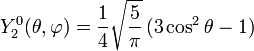 Y_2^0(\theta,\varphi) = \frac{1}{4}\sqrt{\frac{5}{\pi}}\,(3\cos^2\theta - 1)